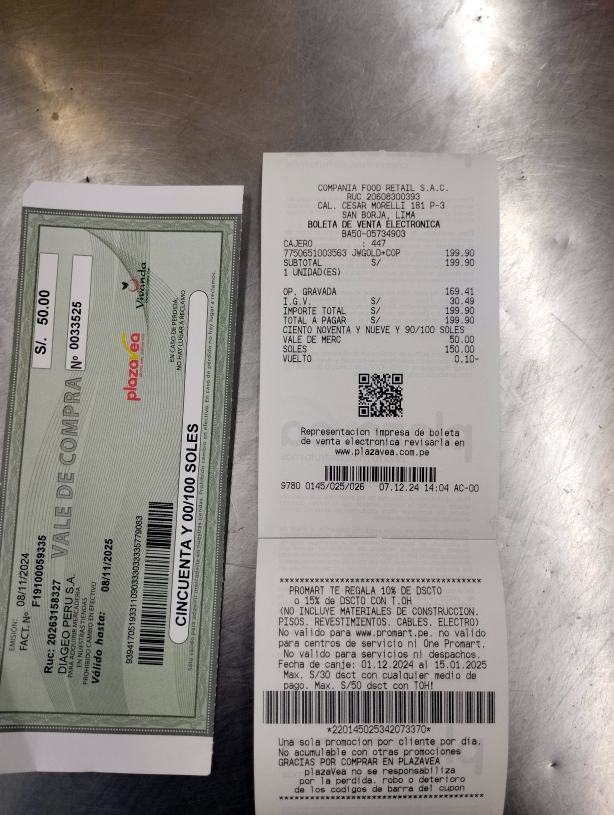 EMISIÓN: 08/11/2024
FACT. Nº F19100059335
Ruc: 20263158327
DIAGEO PERU S.A.
PARA ADQUIRIR MERCADERIA
EN NUESTRAS TIENDAS
PROHIBIDO CAMBIO EN EFECTIVO
Válido hasta: 08/11/2025
VALE DE COMPRA
S/. 50.00
Nº 0033525
plazaVea
Vivanda
EN CASO DE PERDIDA,
NO HAY LUGAR A RECLAMO
CINCUENTA Y 00/100 SOLES
COMPANIA FOOD RETAIL S.A.C.
RUC 20608300393
CAL. CESAR MORELLI 181 P-3
SAN BORJA, LIMA
BOLETA DE VENTA ELECTRONICA
BA50-05734903
CAJERO : 447
7750651003563 JWGOLD+COP 199.90
SUBTOTAL S/ 199.90
1 UNIDAD(ES)
OP. GRAVADA 169.41
I.G.V. S/ 30.49
IMPORTE TOTAL S/ 199.90
TOTAL A PAGAR S/ 199.90
CIENTO NOVENTA Y NUEVE Y 90/100 SOLES
VALE DE MERC 50.00
SOLES 150.00
VUELTO 0.10-
Representacion impresa de boleta
de venta electronica revisarla en
www.plazavea.com.pe
9780 0145/025/026 07.12.24 14:04 AC-00
PROMART TE REGALA 10% DE DSCTO
o 15% de DSCTO CON T.OH
(NO INCLUYE MATERIALES DE CONSTRUCCION.
PISOS. REVESTIMIENTOS. CABLES. ELECTRO)
No valido para www.promart.pe. no valido
para centros de servicio ni One Promart.
No valido para servicios ni despachos.
Fecha de canje: 01.12.2024 al 15.01.2025
Max. S/30 dsct con cualquier medio de
pago. Max. S/50 dsct con TOH!
*220145025342073370*
Una sola promocion por cliente por dia.
No acumulable con otras promociones
GRACIAS POR COMPRAR EN PLAZAVEA
plazaVea no se responsabiliza
por la perdida. robo o deterioro
de los codigos de barra del cupon